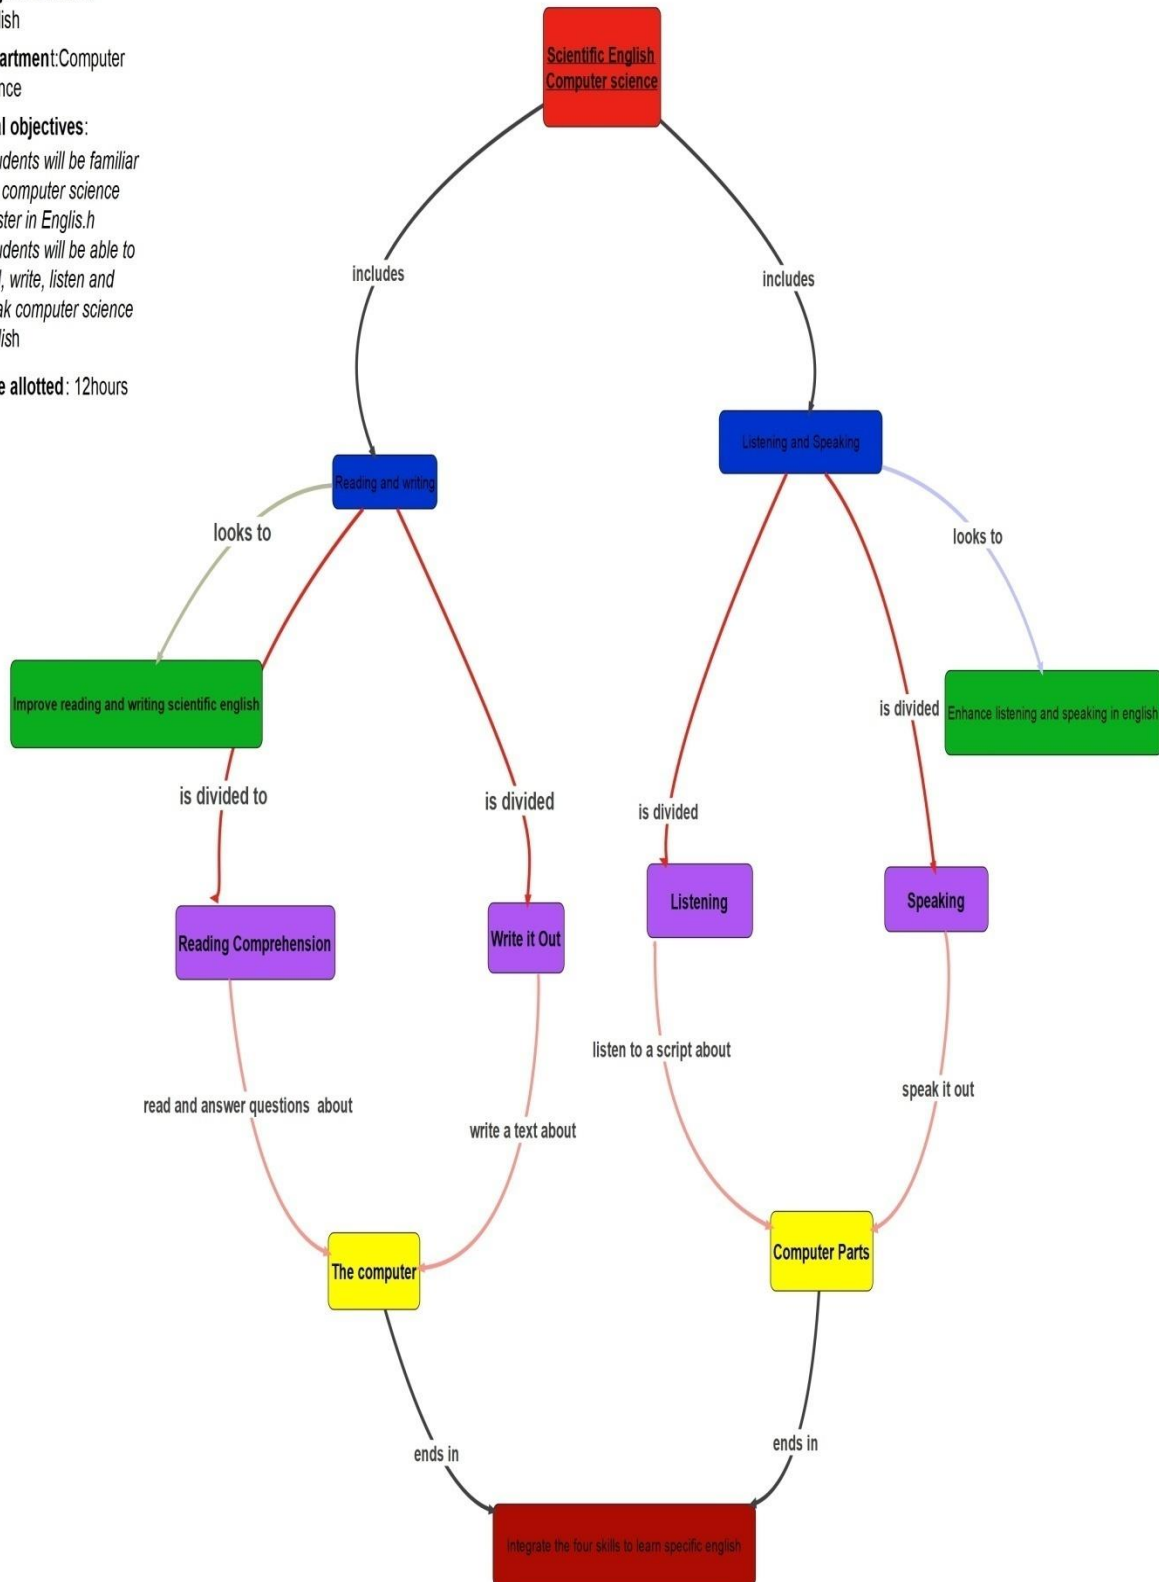 lish
artment:Computer
nce
al objectives:
udents will be familiar
computer science
ster in Englis.h
udents will be able to
, write, listen and
ak computer science
lish
e allotted: 12hours
Scientific English
Computer science
includes
includes
Listening and Speaking
Reading and writing
looks to
looks to
Improve reading and writing scientific english
is divided
Enhance listening and speaking in english
is divided to
is divided
is divided
Listening
Speaking
Reading Comprehension
Write it Out
listen to a script about
speak it out
read and answer questions about
write a text about
Computer Parts
The computer
ends in
ends in
Integrate the four skills to learn specific english